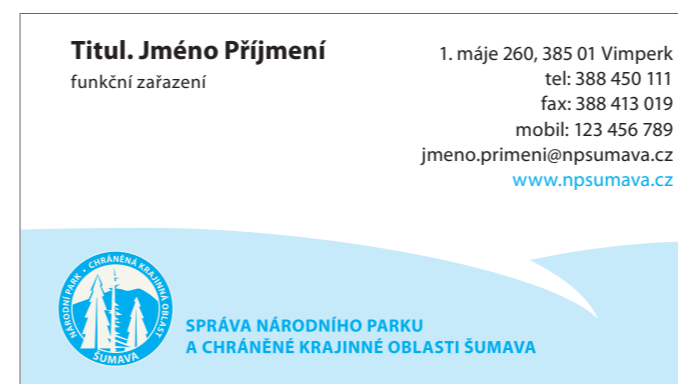 Titul. Jméno Příjmení
funkční zařazení
1. máje 260, 385 01 Vimperk
tel: 388 450 111
fax: 388 413 019
mobil: 123 456 789
jmeno.primeni@npsumava.cz
www.npsumava.cz
NÁRODNÍ PARK • CHRÁNĚNÁ KRAJINNÁ OBLAST
ŠUMAVA
SPRÁVA NÁRODNÍHO PARKU
A CHRÁNĚNÉ KRAJINNÉ OBLASTI ŠUMAVA